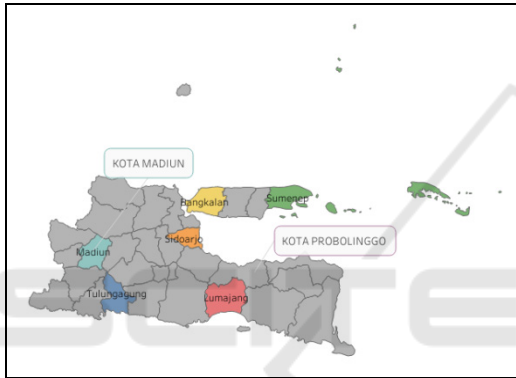 KOTA MADIUN
Bangkalan
Sumenep
Sidoarjo
KOTA PROBOLINGGO
Madiun
Tulungagung
Lumajang